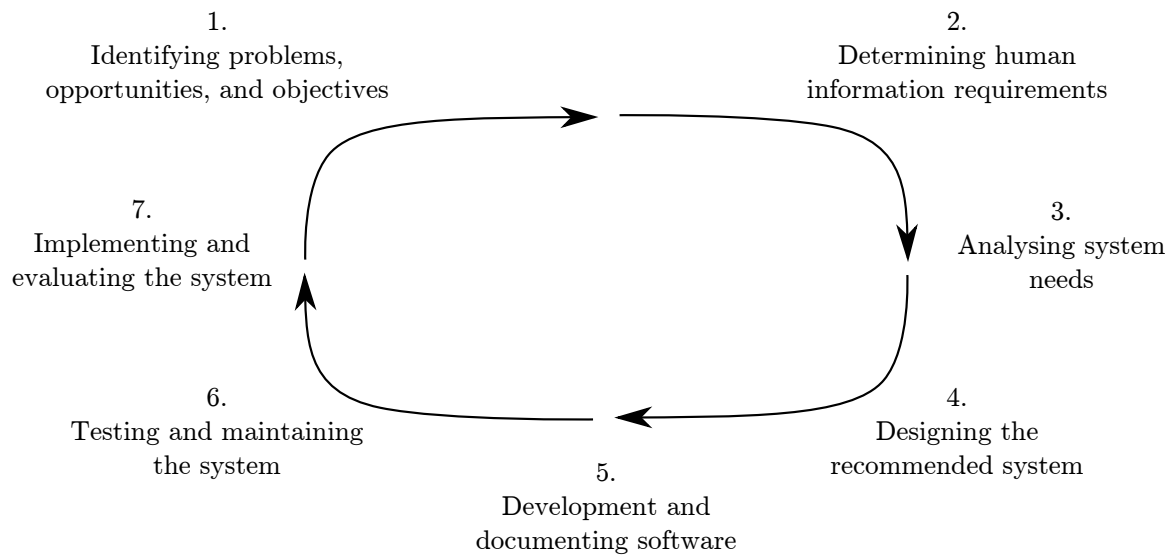 1.
Identifying problems,
opportunities, and objectives
2.
Determining human
information requirements
3.
Analysing system
needs
4.
Designing the
recommended system
5.
Development and
documenting software
6.
Testing and maintaining
the system
7.
Implementing and
evaluating the system